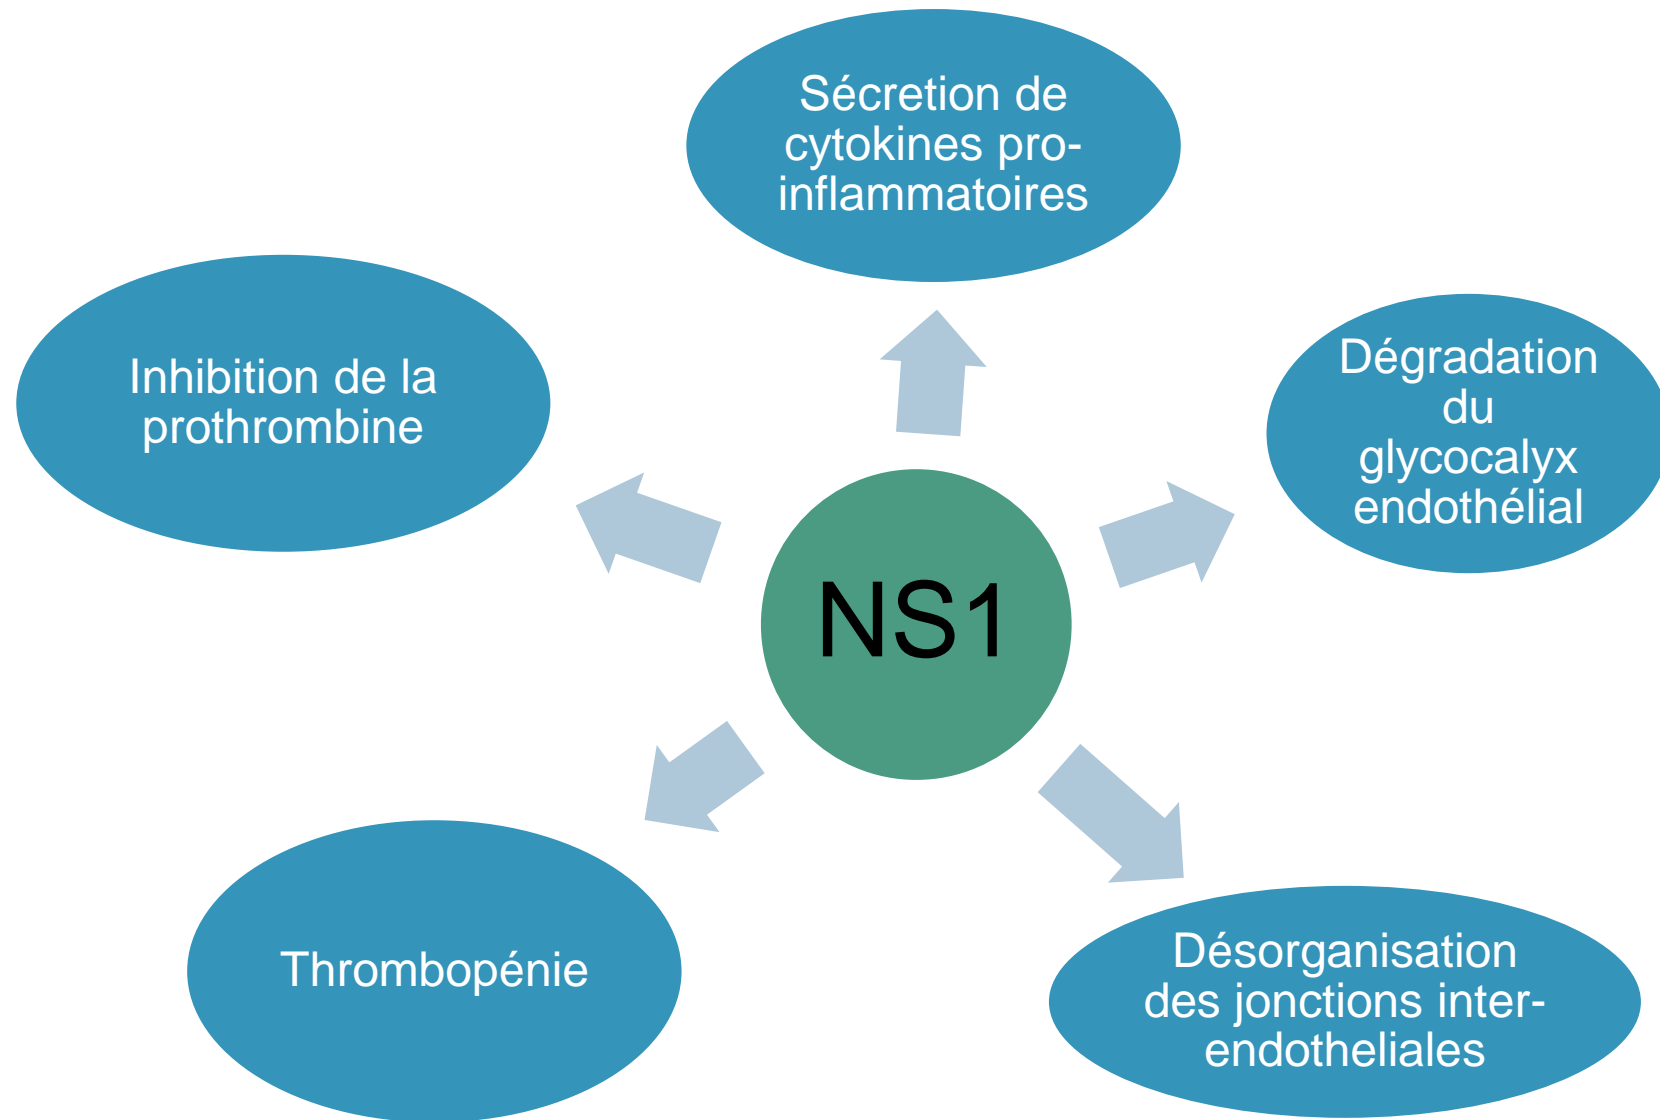 Sécretion de
cytokines pro-
inflammatoires
Inhibition de la
prothrombine
Dégradation
du
glycocalyx
endothélial
NS1
Thrombopénie
Désorganisation
des jonctions inter-
endotheliales